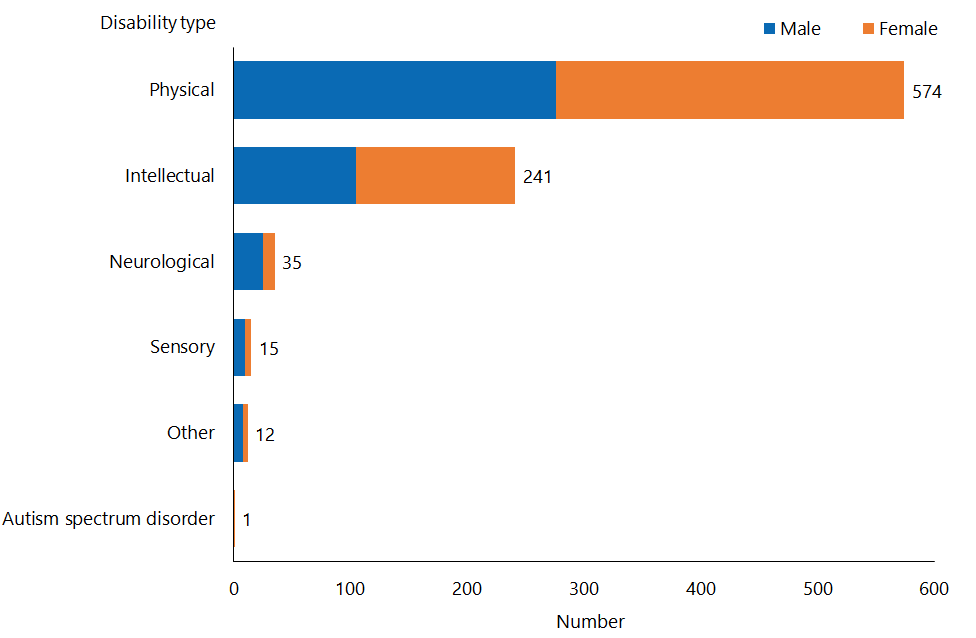 Disability type
Male Female
Physical 574
Intellectual 241
Neurological 35
Sensory 15
Other 12
Autism spectrum disorder 1
0 100 200 300 400 500 600
Number